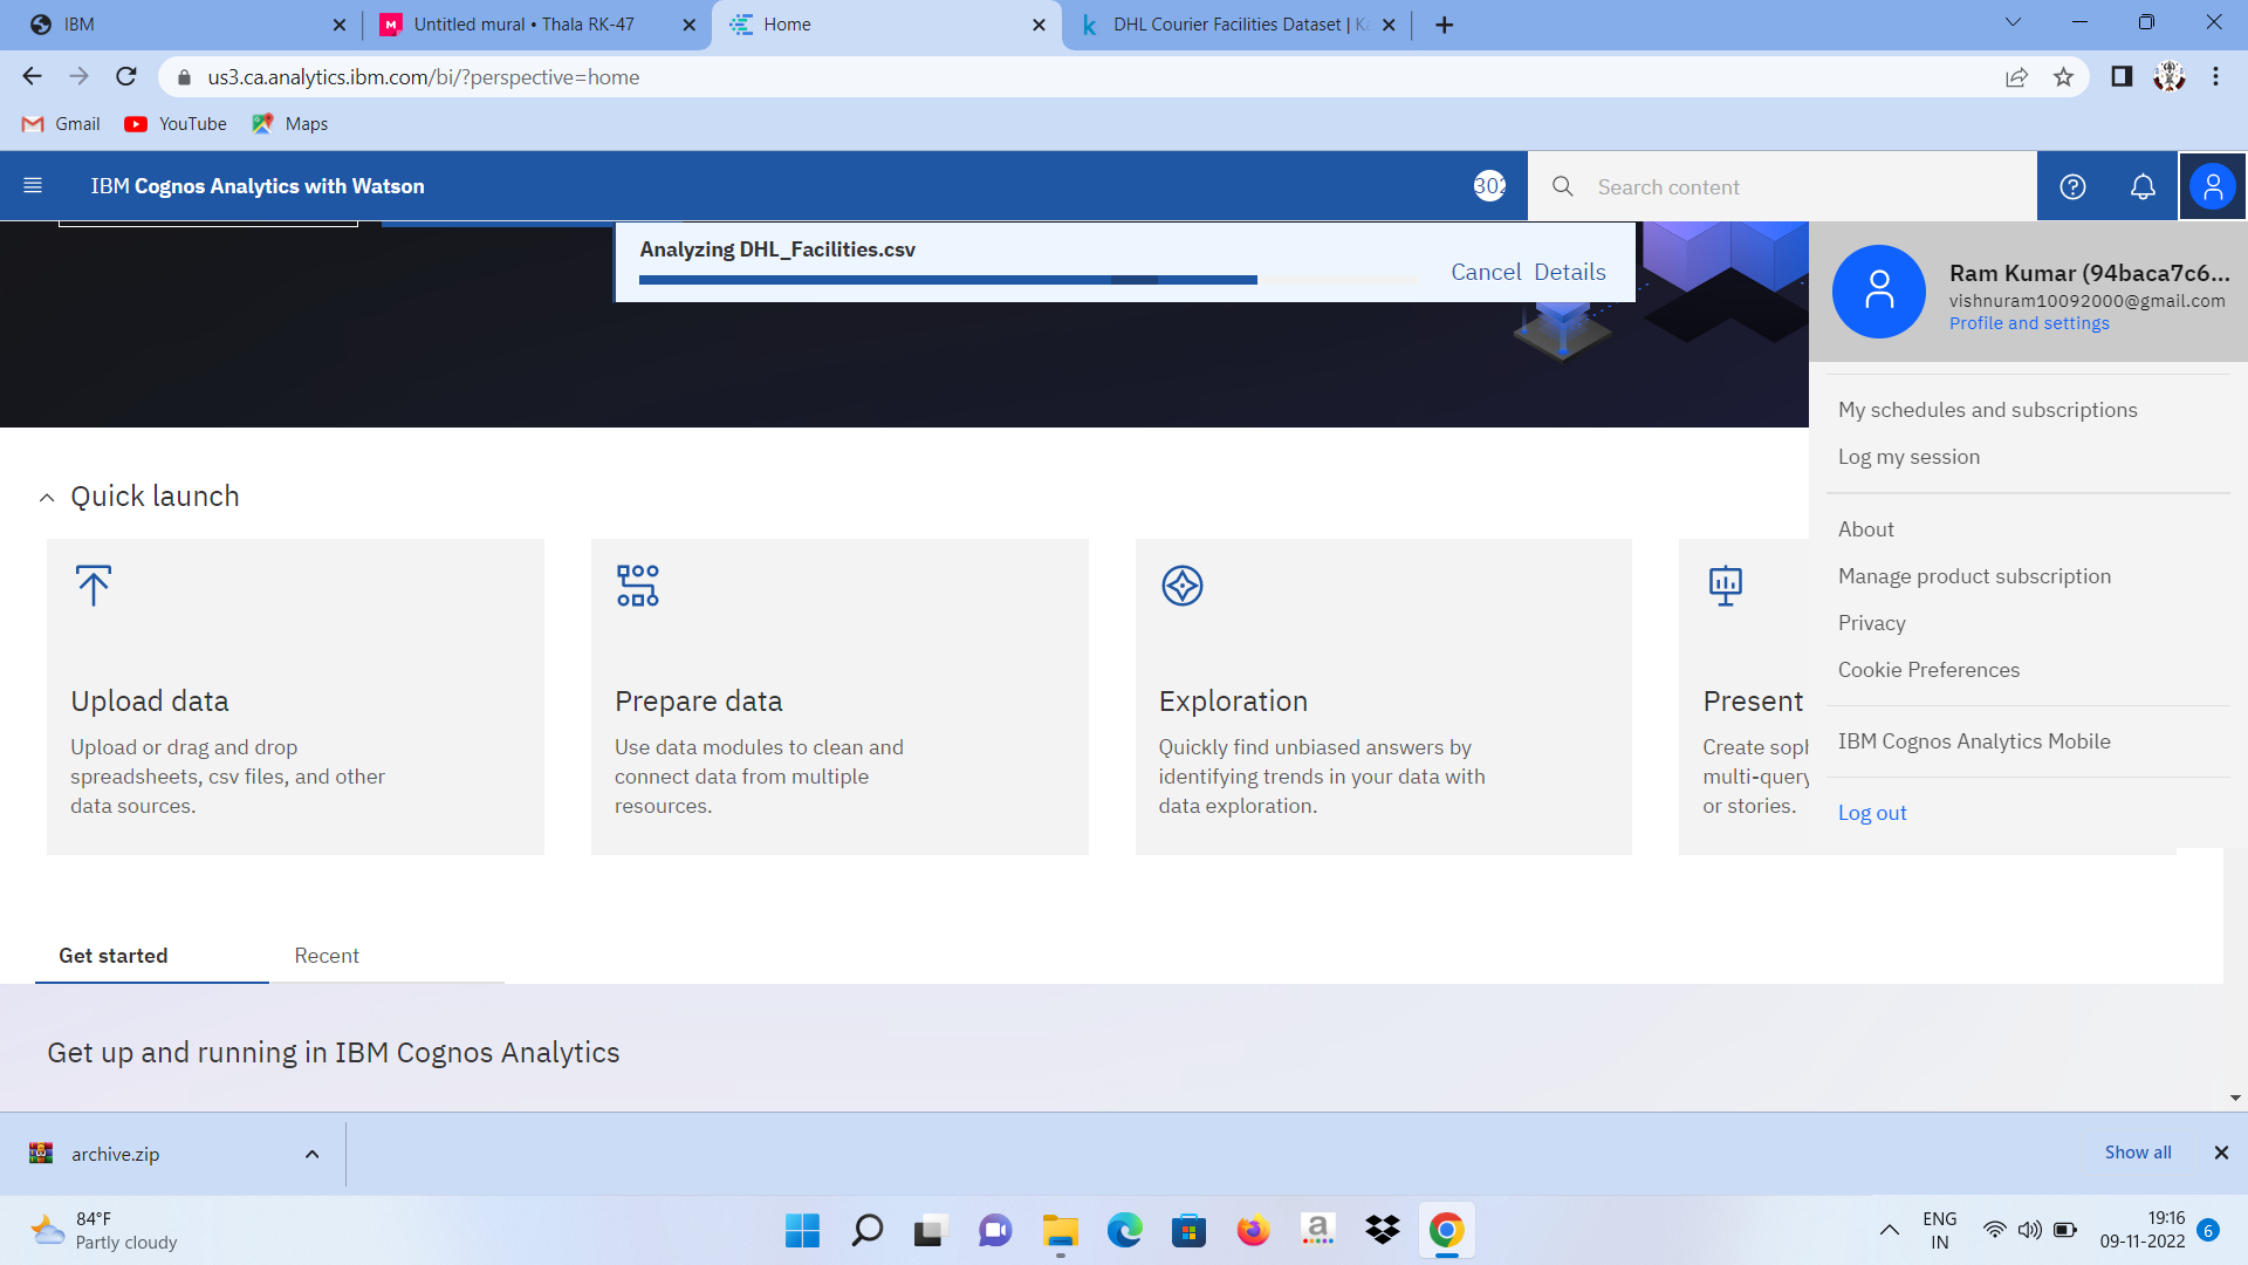 IBM
Untitled mural • Thala RK-47
Home
DHL Courier Facilities Dataset | Ka
us3.ca.analytics.ibm.com/bi/?perspective=home
Gmail
YouTube
Maps
IBM Cognos Analytics with Watson
302
Search content
Analyzing DHL_Facilities.csv
Cancel Details
Ram Kumar (94baca7c6...
vishnuram10092000@gmail.com
Profile and settings
My schedules and subscriptions
Log my session
About
Manage product subscription
Privacy
Cookie Preferences
IBM Cognos Analytics Mobile
Log out
Quick launch
Upload data
Upload or drag and drop
spreadsheets, csv files, and other
data sources.
Prepare data
Use data modules to clean and
connect data from multiple
resources.
Exploration
Quickly find unbiased answers by
identifying trends in your data with
data exploration.
Present
Create soph
multi-query
or stories.
Get started
Recent
Get up and running in IBM Cognos Analytics
archive.zip
Show all
84°F
Partly cloudy
ENG
IN
19:16
09-11-2022
6